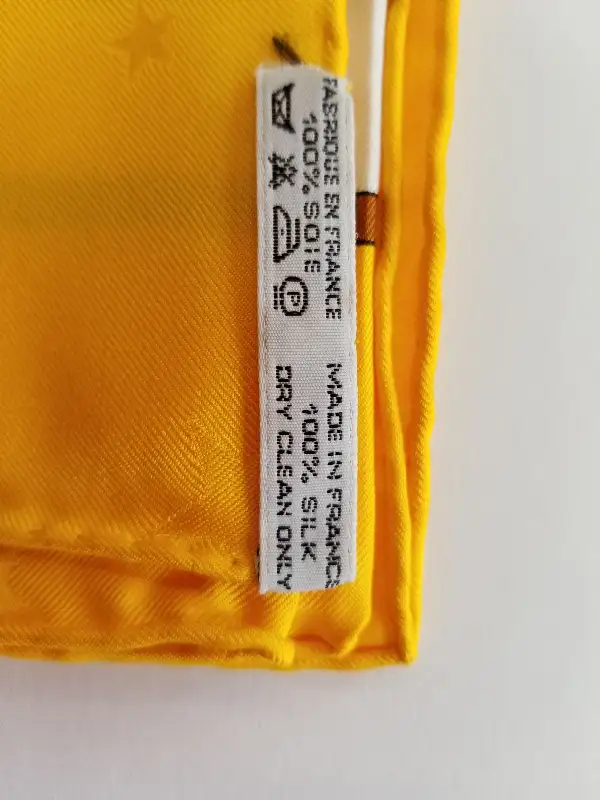 FABRIQUE EN FRANCE
100% SOIE
P
MADE IN FRANCE
100% SILK
DRY CLEAN ONLY